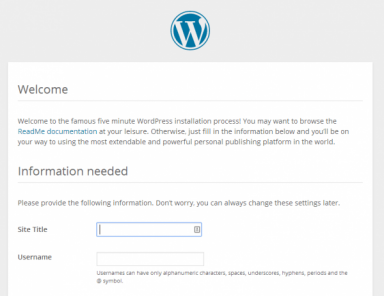 Welcome
Welcome to the famous five minute WordPress installation process! You may want to browse the
ReadMe documentation at your leisure. Otherwise, just fill in the information below and you'll be on
your way to using the most extendable and powerful personal publishing platform in the world.
Information needed
Please provide the following information. Don't worry, you can always change these settings later.
Site Title
Username
Usernames can have only alphanumeric characters, spaces, underscores, hyphens, periods and the
@ symbol.